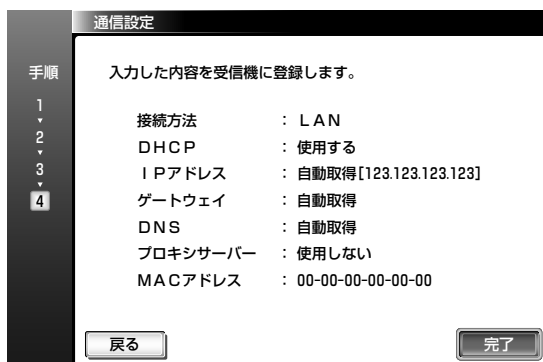 通信設定
手順
1
2
3
4
入力した内容を受信機に登録します。
接続方法 : LAN
DHCP : 使用する
IPアドレス : 自動取得[123.123.123.123]
ゲートウェイ : 自動取得
DNS : 自動取得
プロキシサーバー : 使用しない
MACアドレス : 00-00-00-00-00-00
戻る
完了